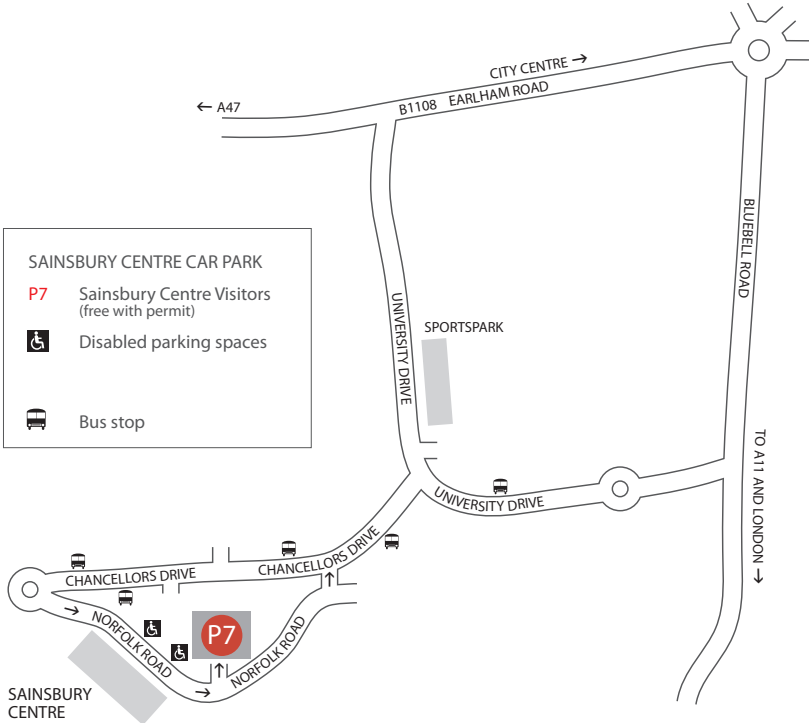 CITY CENTRE →
← A47
B1108 EARLHAM ROAD
BLUEBELL ROAD
SAINSBURY CENTRE CAR PARK
P7 Sainsbury Centre Visitors
(free with permit)
Disabled parking spaces
Bus stop
UNIVERSITY DRIVE
SPORTSPARK
TO A11 AND LONDON →
UNIVERSITY DRIVE
CHANCELLORS DRIVE
CHANCELLORS DRIVE
NORFOLK ROAD
P7
NORFOLK ROAD
SAINSBURY
CENTRE